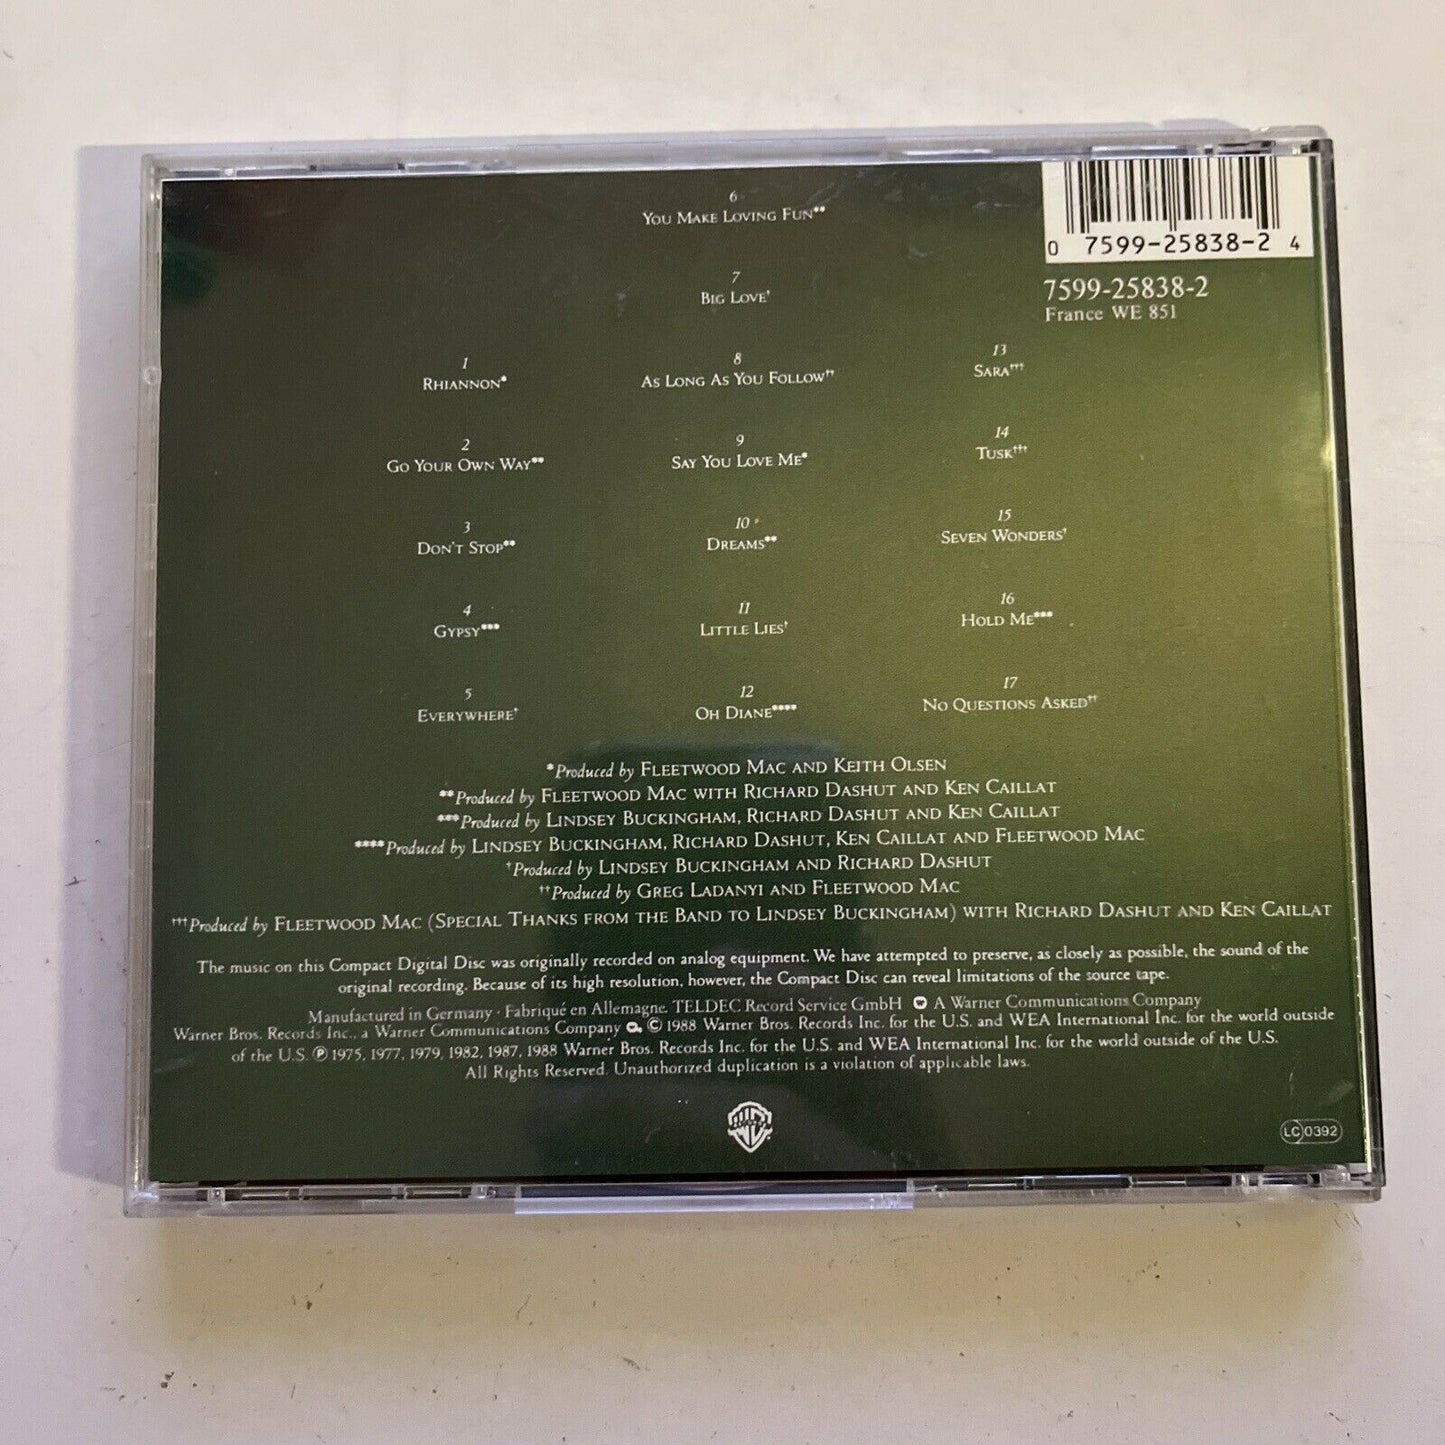 0 7599-25838-2 4
7599-25838-2
France WE 851
1
RHIANNON*
2
GO YOUR OWN WAY**
3
DON'T STOP**
4
GYPSY***
5
EVERYWHERE†
6
YOU MAKE LOVING FUN**
7
BIG LOVE†
8
AS LONG AS YOU FOLLOW††
9
SAY YOU LOVE ME*
10
DREAMS**
11
LITTLE LIES†
12
OH DIANE****
13
SARA†††
14
TUSK†††
15
SEVEN WONDERS†
16
HOLD ME***
17
NO QUESTIONS ASKED††
*Produced by FLEETWOOD MAC AND KEITH OLSEN
**Produced by FLEETWOOD MAC WITH RICHARD DASHUT AND KEN CAILLAT
***Produced by LINDSEY BUCKINGHAM, RICHARD DASHUT AND KEN CAILLAT
****Produced by LINDSEY BUCKINGHAM, RICHARD DASHUT, KEN CAILLAT AND FLEETWOOD MAC
†Produced by LINDSEY BUCKINGHAM AND RICHARD DASHUT
††Produced by GREG LADANYI AND FLEETWOOD MAC
†††Produced by FLEETWOOD MAC (SPECIAL THANKS FROM THE BAND TO LINDSEY BUCKINGHAM) WITH RICHARD DASHUT AND KEN CAILLAT
The music on this Compact Digital Disc was originally recorded on analog equipment. We have attempted to preserve, as closely as possible, the sound of the
original recording. Because of its high resolution, however, the Compact Disc can reveal limitations of the source tape.
Manufactured in Germany · Fabriqué en Allemagne. TELDEC Record Service GmbH A Warner Communications Company
Warner Bros. Records Inc., a Warner Communications Company © 1988 Warner Bros. Records Inc. for the U.S. and WEA International Inc. for the world outside
of the U.S. ℗ 1975, 1977, 1979, 1982, 1987, 1988 Warner Bros. Records Inc. for the U.S. and WEA International Inc. for the world outside of the U.S.
All Rights Reserved. Unauthorized duplication is a violation of applicable laws.
LC 0392